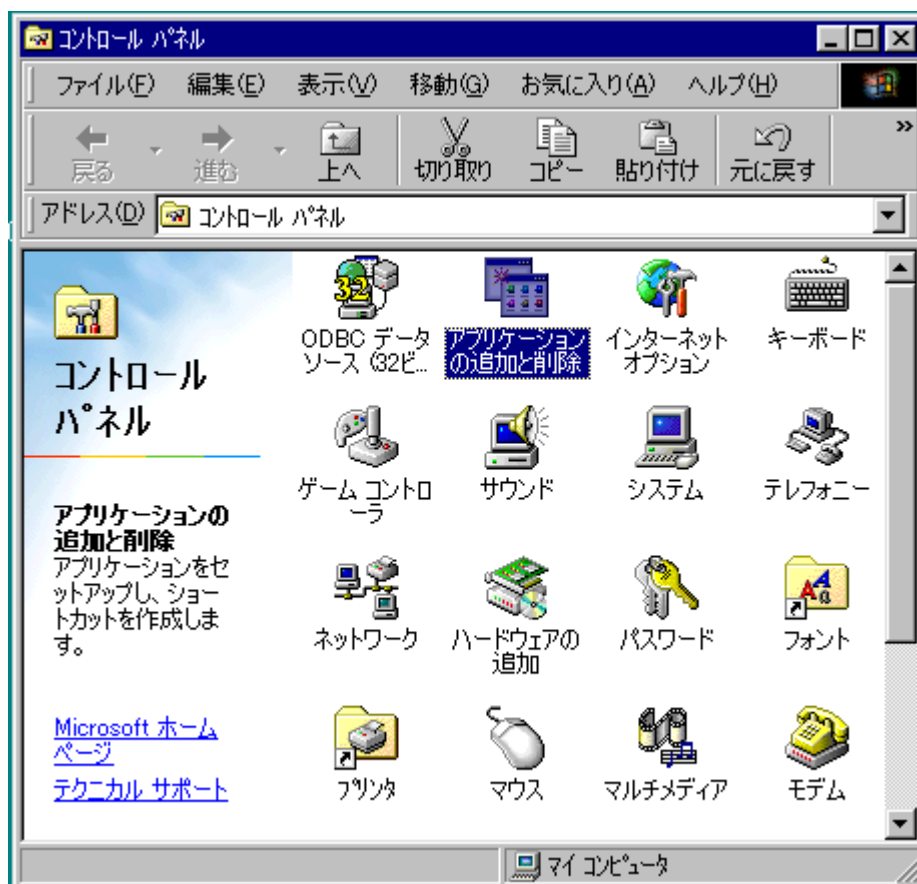 コントロール パネル
ファイル(F) 編集(E) 表示(V) 移動(G) お気に入り(A) ヘルプ(H)
戻る 進む 上へ 切り取り コピー 貼り付け 元に戻す »
アドレス(D) コントロール パネル
コントロール
パネル
アプリケーションの
追加と削除
アプリケーションをセ
ットアップし、ショー
トカットを作成しま
す。
Microsoft ホーム
ページ
テクニカル サポート
32
ODBC データ
ソース (32ビ...
アプリケーション
の追加と削除
インターネット
オプション
キーボード
ゲーム コントロ
ーラ
サウンド
システム
テレフォニー
ネットワーク
ハードウェアの
追加
パスワード
フォント
プリンタ
マウス
マルチメディア
モデム
マイ コンピュータ